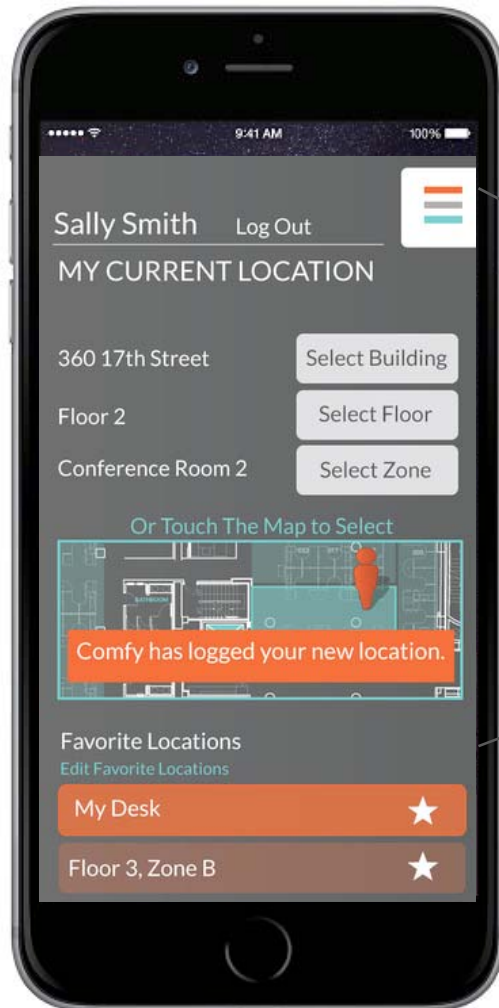 9:41 AM
100%
Sally Smith Log Out
MY CURRENT LOCATION
360 17th Street Select Building
Floor 2 Select Floor
Conference Room 2 Select Zone
Or Touch The Map to Select
BATHROOM
Comfy has logged your new location.
Favorite Locations
Edit Favorite Locations
My Desk
Floor 3, Zone B